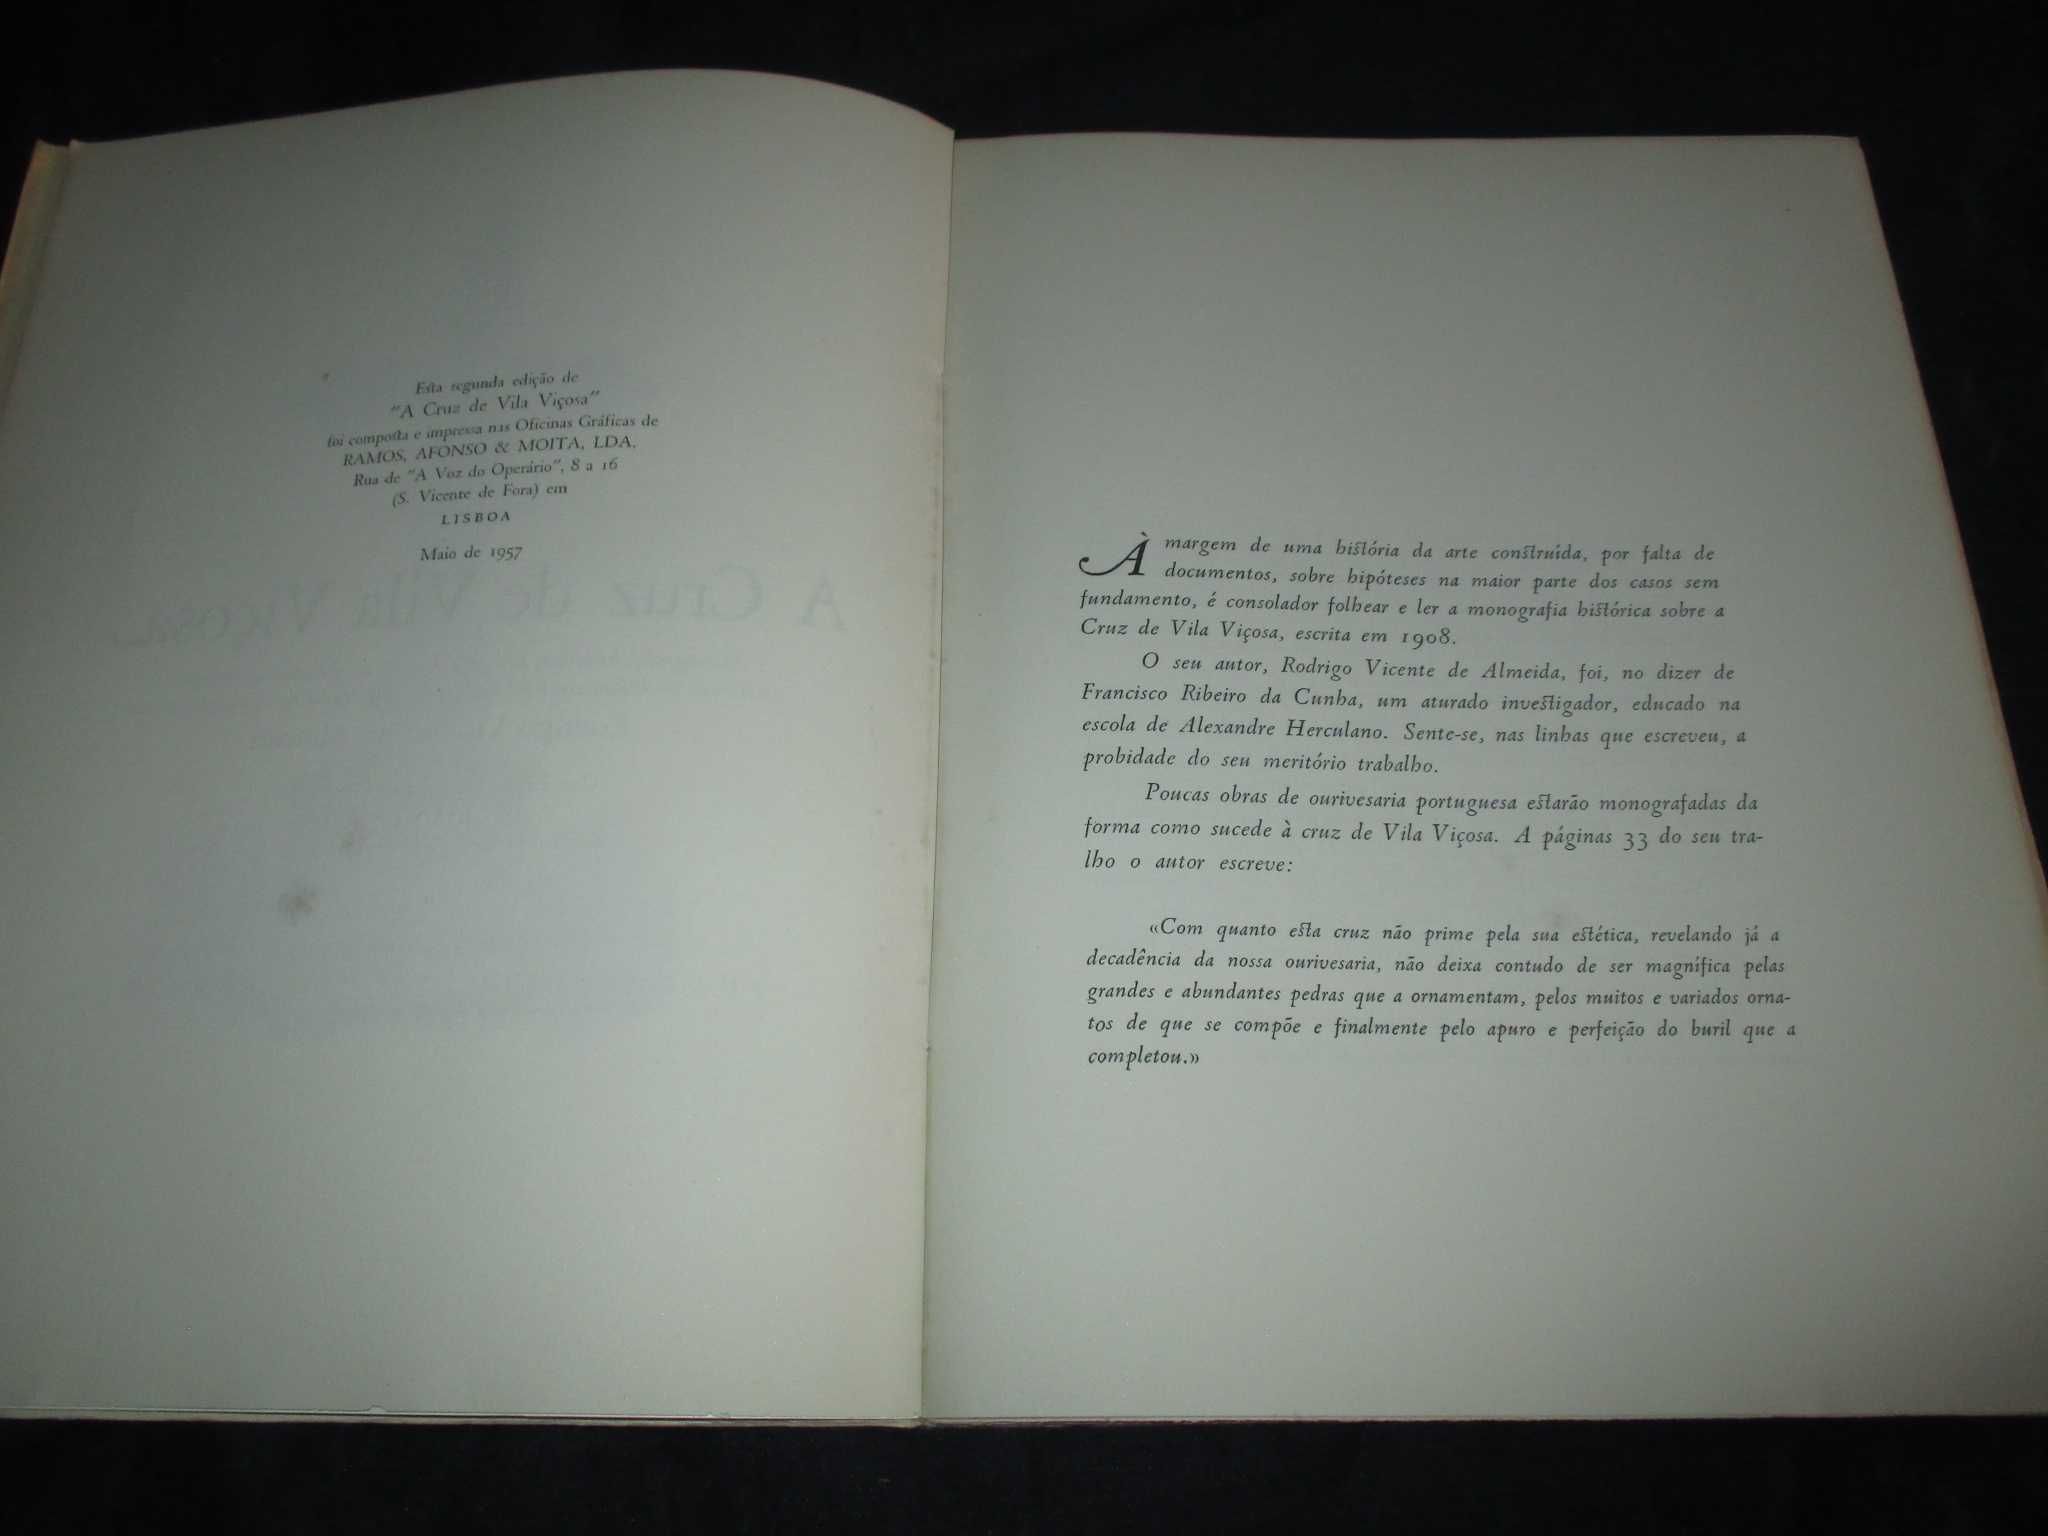 Esta segunda edição de
"A Cruz de Vila Viçosa"
foi composta e impressa nas Oficinas Gráficas de
RAMOS, AFONSO & MOITA, LDA,
Rua de "A Voz do Operário", 8 a 16
(S. Vicente de Fora) em
LISBOA
Maio de 1957
A Cruz de Vila Viçosa
À margem de uma história da arte construída, por falta de
documentos, sobre hipóteses na maior parte dos casos sem
fundamento, é consolador folhear e ler a monografia histórica sobre a
Cruz de Vila Viçosa, escrita em 1908.
O seu autor, Rodrigo Vicente de Almeida, foi, no dizer de
Francisco Ribeiro da Cunha, um aturado investigador, educado na
escola de Alexandre Herculano. Sente-se, nas linhas que escreveu, a
probidade do seu meritório trabalho.
Poucas obras de ourivesaria portuguesa estarão monografadas da
forma como sucede à cruz de Vila Viçosa. A páginas 33 do seu tra-
lho o autor escreve:
«Com quanto esta cruz não prime pela sua estética, revelando já a
decadência da nossa ourivesaria, não deixa contudo de ser magnífica pelas
grandes e abundantes pedras que a ornamentam, pelos muitos e variados orna-
tos de que se compõe e finalmente pelo apuro e perfeição do buril que a
completou.»